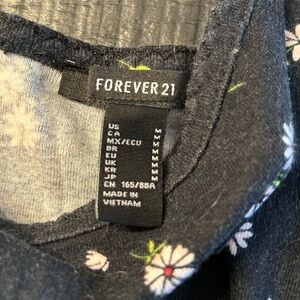 FOREVER 21
US M
CA M
MX/ECU M
BR M
EU M
UK M
KR M
JP M
CN 165/88A
MADE IN
VIETNAM